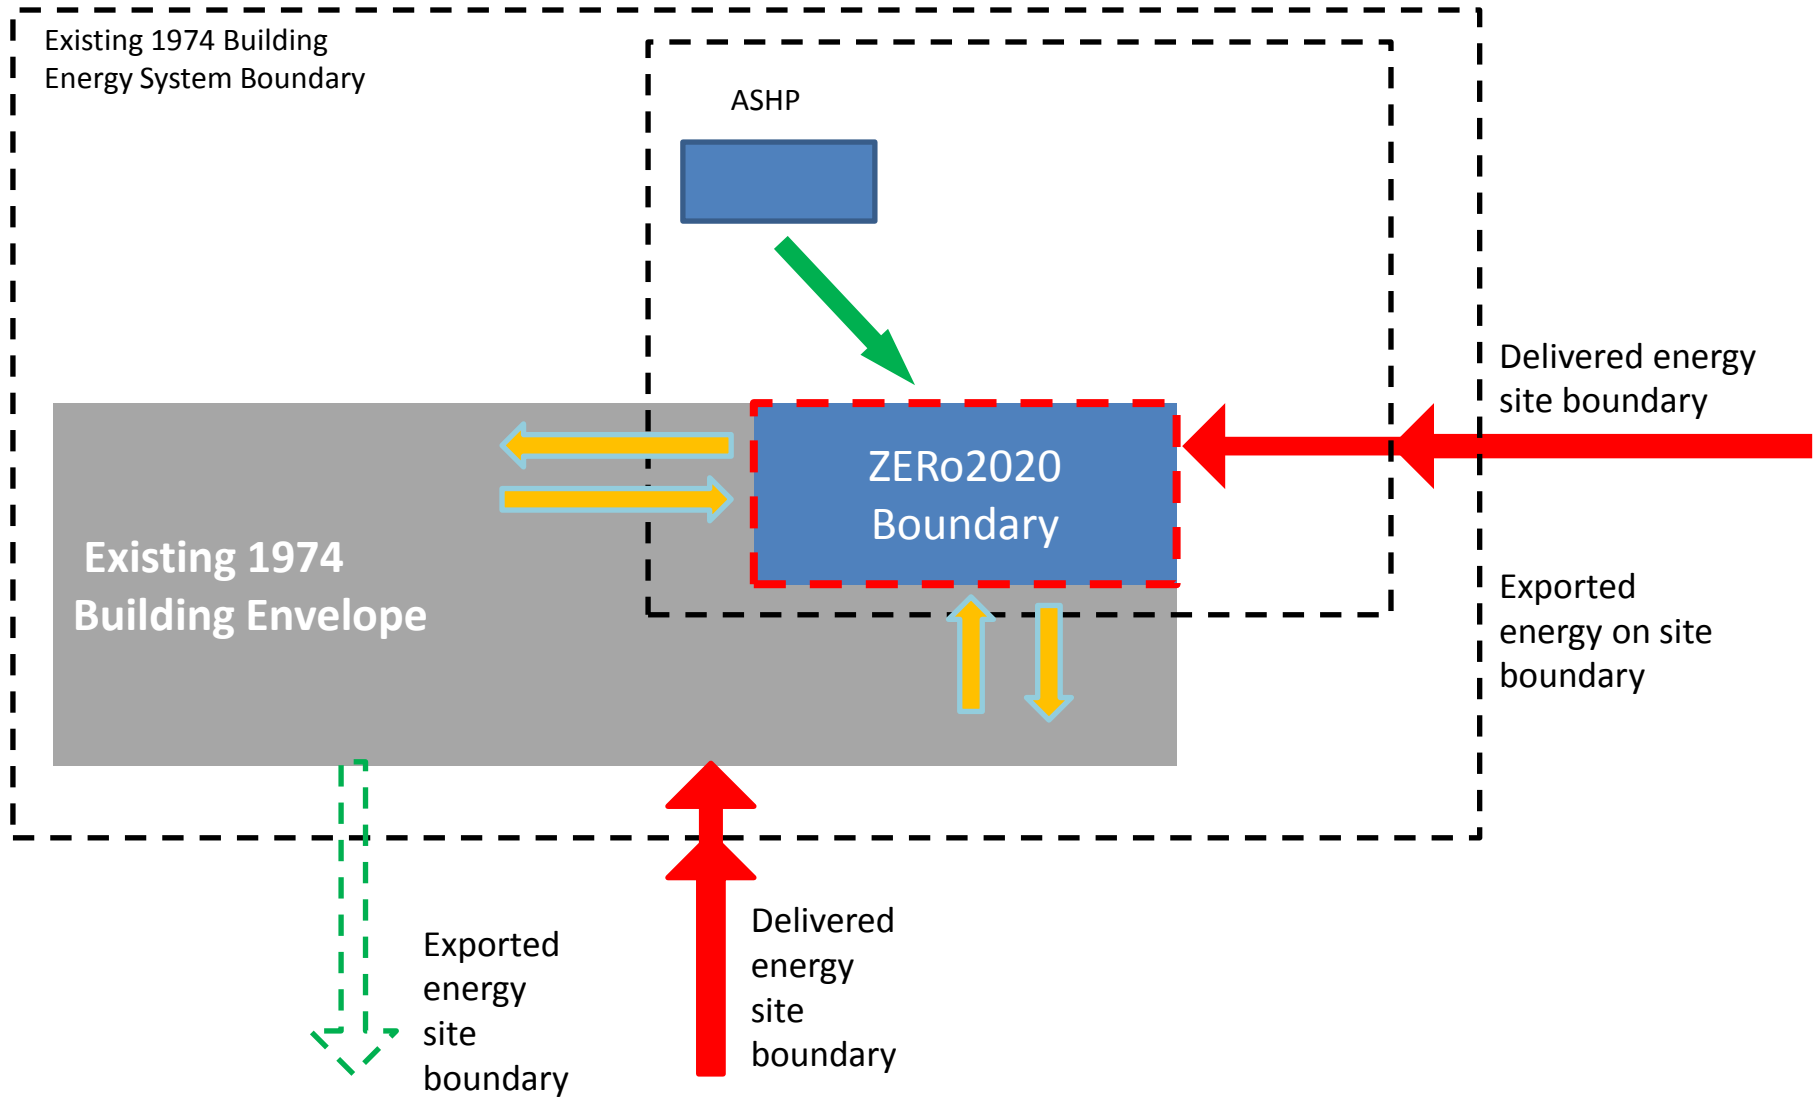 Existing 1974 Building
Energy System Boundary
ASHP
Delivered energy
site boundary
ZERo2020
Boundary
Existing 1974
Building Envelope
Exported
energy on site
boundary
Exported
energy
site
boundary
Delivered
energy
site
boundary